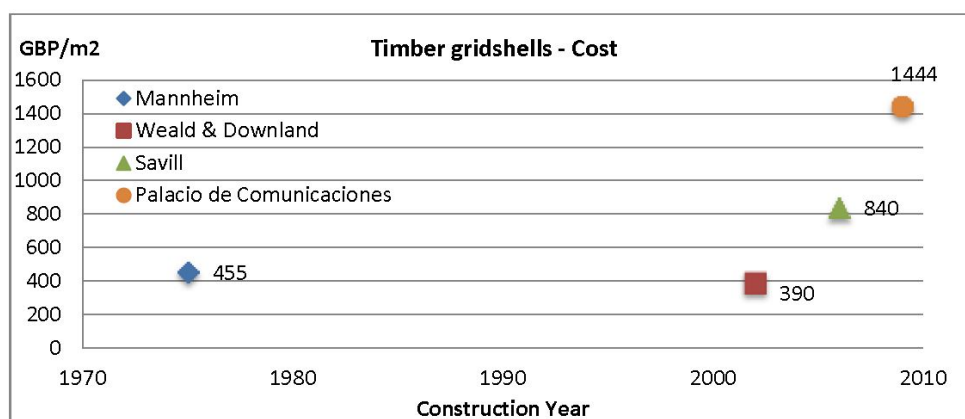 GBP/m2
Timber gridshells - Cost
1444
1600
1400
1200
1000
800
600
400
200
0
Mannheim
Weald & Downland
Savill
Palacio de Comunicaciones
840
455
390
1970
1980
1990
2000
2010
Construction Year